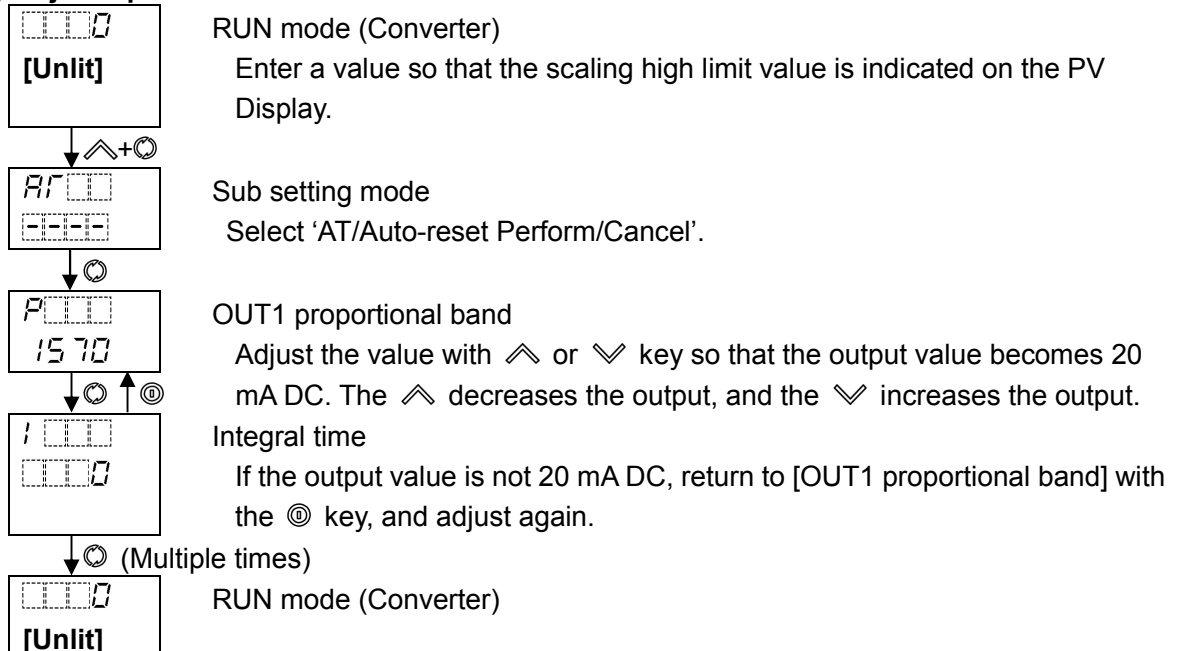 0 RUN mode (Converter)
[Unlit] Enter a value so that the scaling high limit value is indicated on the PV
Display.
+
AT Sub setting mode
---- Select ‘AT/Auto-reset Perform/Cancel’.
P OUT1 proportional band
1570 Adjust the value with or key so that the output value becomes 20
mA DC. The decreases the output, and the increases the output.
I Integral time
0 If the output value is not 20 mA DC, return to [OUT1 proportional band] with
the key, and adjust again.
(Multiple times)
0 RUN mode (Converter)
[Unlit]